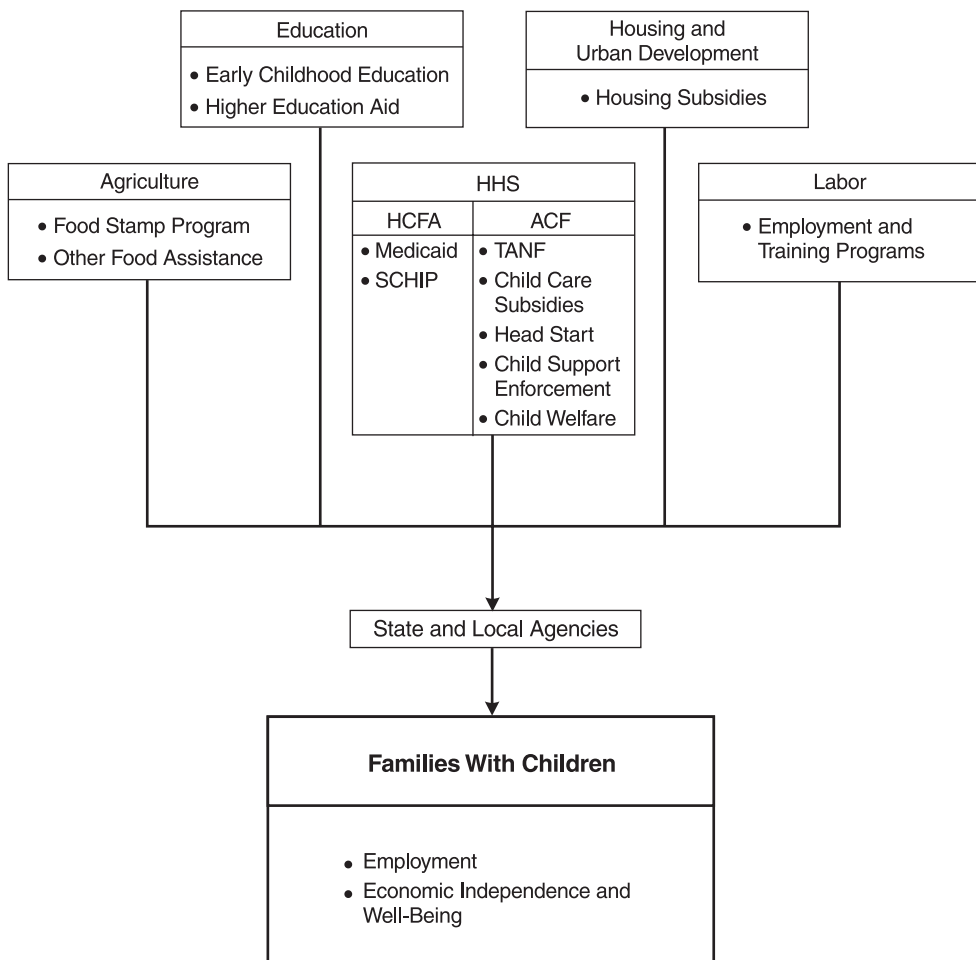 Education
• Early Childhood Education
• Higher Education Aid
Housing and
Urban Development
• Housing Subsidies
Agriculture
• Food Stamp Program
• Other Food Assistance
HHS
HCFA
• Medicaid
• SCHIP
ACF
• TANF
• Child Care
Subsidies
• Head Start
• Child Support
Enforcement
• Child Welfare
Labor
• Employment and
Training Programs
State and Local Agencies
Families With Children
• Employment
• Economic Independence and
Well-Being